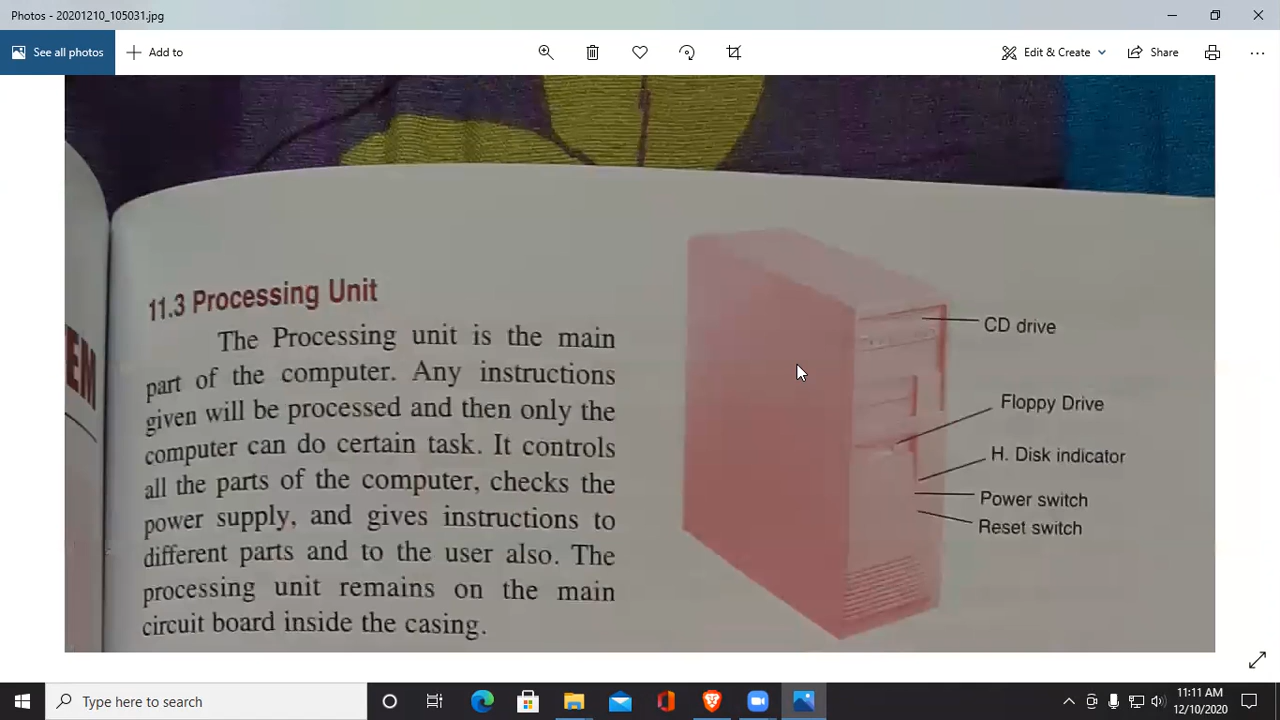 Photos - 20201210_105031.jpg
See all photos
Add to
Edit & Create
Share
11.3 Processing Unit
The Processing unit is the main
part of the computer. Any instructions
given will be processed and then only the
computer can do certain task. It controls
all the parts of the computer, checks the
power supply, and gives instructions to
different parts and to the user also. The
processing unit remains on the main
circuit board inside the casing.
CD drive
Floppy Drive
H. Disk indicator
Power switch
Reset switch
EM
Type here to search
11:11 AM
12/10/2020